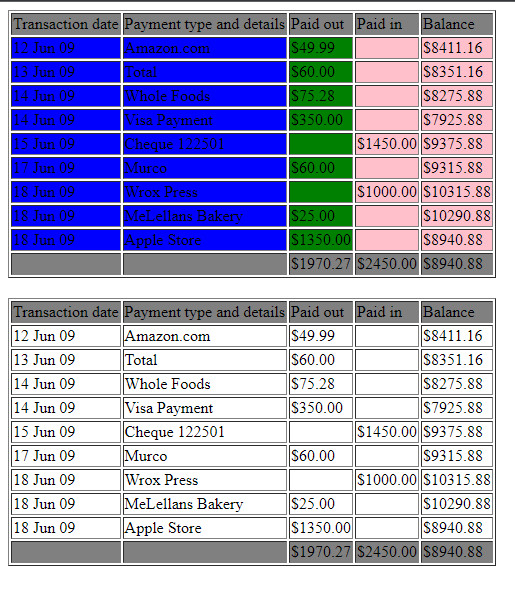 Transaction date Payment type and details Paid out Paid in Balance
12 Jun 09 Amazon.com $49.99 $8411.16
13 Jun 09 Total $60.00 $8351.16
14 Jun 09 Whole Foods $75.28 $8275.88
14 Jun 09 Visa Payment $350.00 $7925.88
15 Jun 09 Cheque 122501 $1450.00 $9375.88
17 Jun 09 Murco $60.00 $9315.88
18 Jun 09 Wrox Press $1000.00 $10315.88
18 Jun 09 MeLellans Bakery $25.00 $10290.88
18 Jun 09 Apple Store $1350.00 $8940.88
$1970.27 $2450.00 $8940.88
Transaction date Payment type and details Paid out Paid in Balance
12 Jun 09 Amazon.com $49.99 $8411.16
13 Jun 09 Total $60.00 $8351.16
14 Jun 09 Whole Foods $75.28 $8275.88
14 Jun 09 Visa Payment $350.00 $7925.88
15 Jun 09 Cheque 122501 $1450.00 $9375.88
17 Jun 09 Murco $60.00 $9315.88
18 Jun 09 Wrox Press $1000.00 $10315.88
18 Jun 09 MeLellans Bakery $25.00 $10290.88
18 Jun 09 Apple Store $1350.00 $8940.88
$1970.27 $2450.00 $8940.88